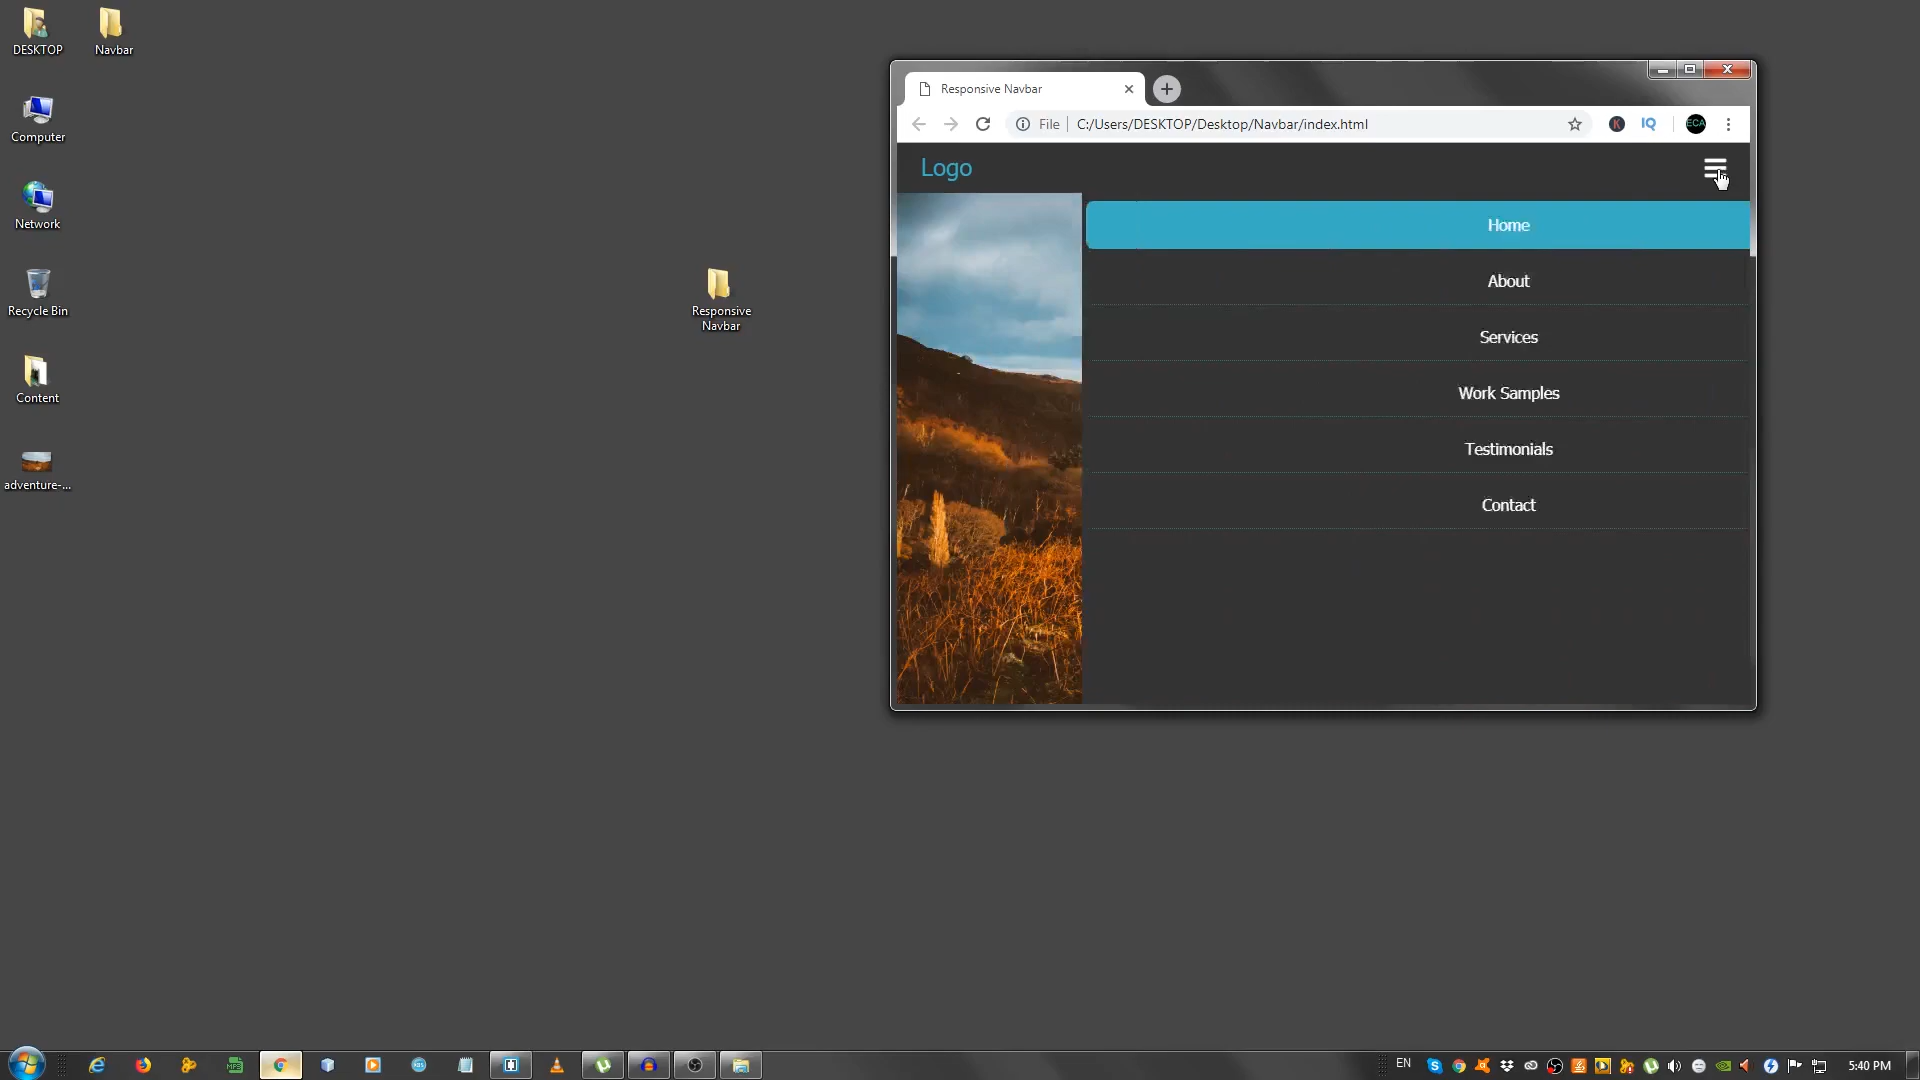 DESKTOP
Navbar
Computer
Network
Recycle Bin
Content
adventure-...
Responsive
Navbar
Responsive Navbar
File
C:/Users/DESKTOP/Desktop/Navbar/index.html
IQ
ECA
Logo
Home
About
Services
Work Samples
Testimonials
Contact
EN
5:40 PM